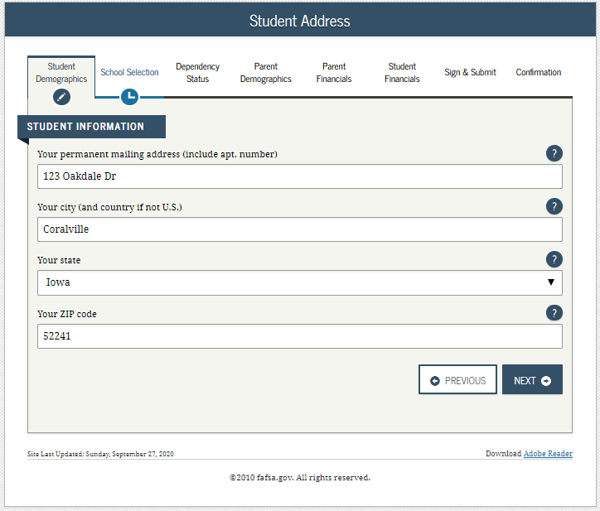 Student Address
Student Demographics
School Selection
Dependency Status
Parent Demographics
Parent Financials
Student Financials
Sign & Submit
Confirmation
STUDENT INFORMATION
Your permanent mailing address (include apt. number)
?
123 Oakdale Dr
Your city (and country if not U.S.)
?
Coralville
Your state
?
Iowa
Your ZIP code
?
52241
PREVIOUS
NEXT
Site Last Updated: Sunday, September 27, 2020
Download Adobe Reader
©2010 fafsa.gov. All rights reserved.